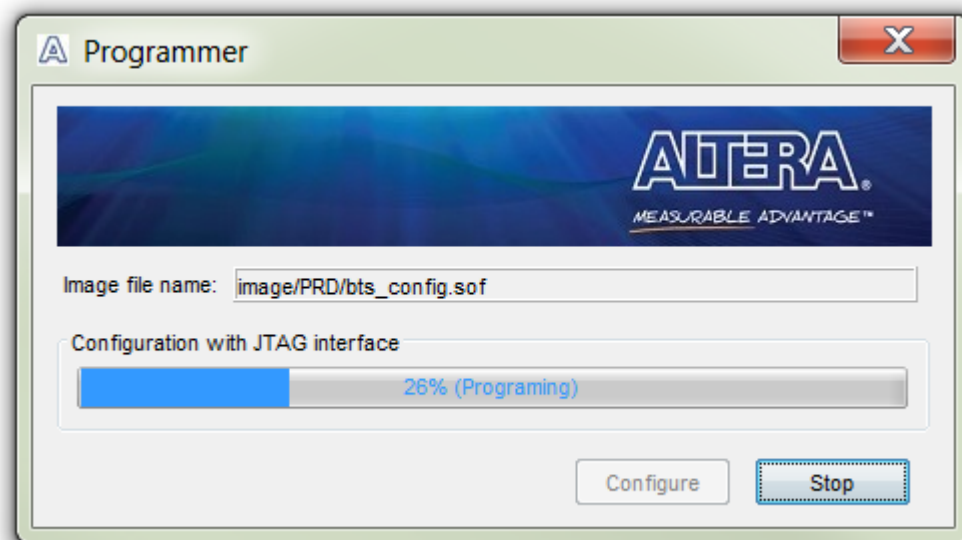 Programmer
ALTERA®
MEASURABLE ADVANTAGE™
Image file name: image/PRD/bts_config.sof
Configuration with JTAG interface
26% (Programing)
Configure Stop